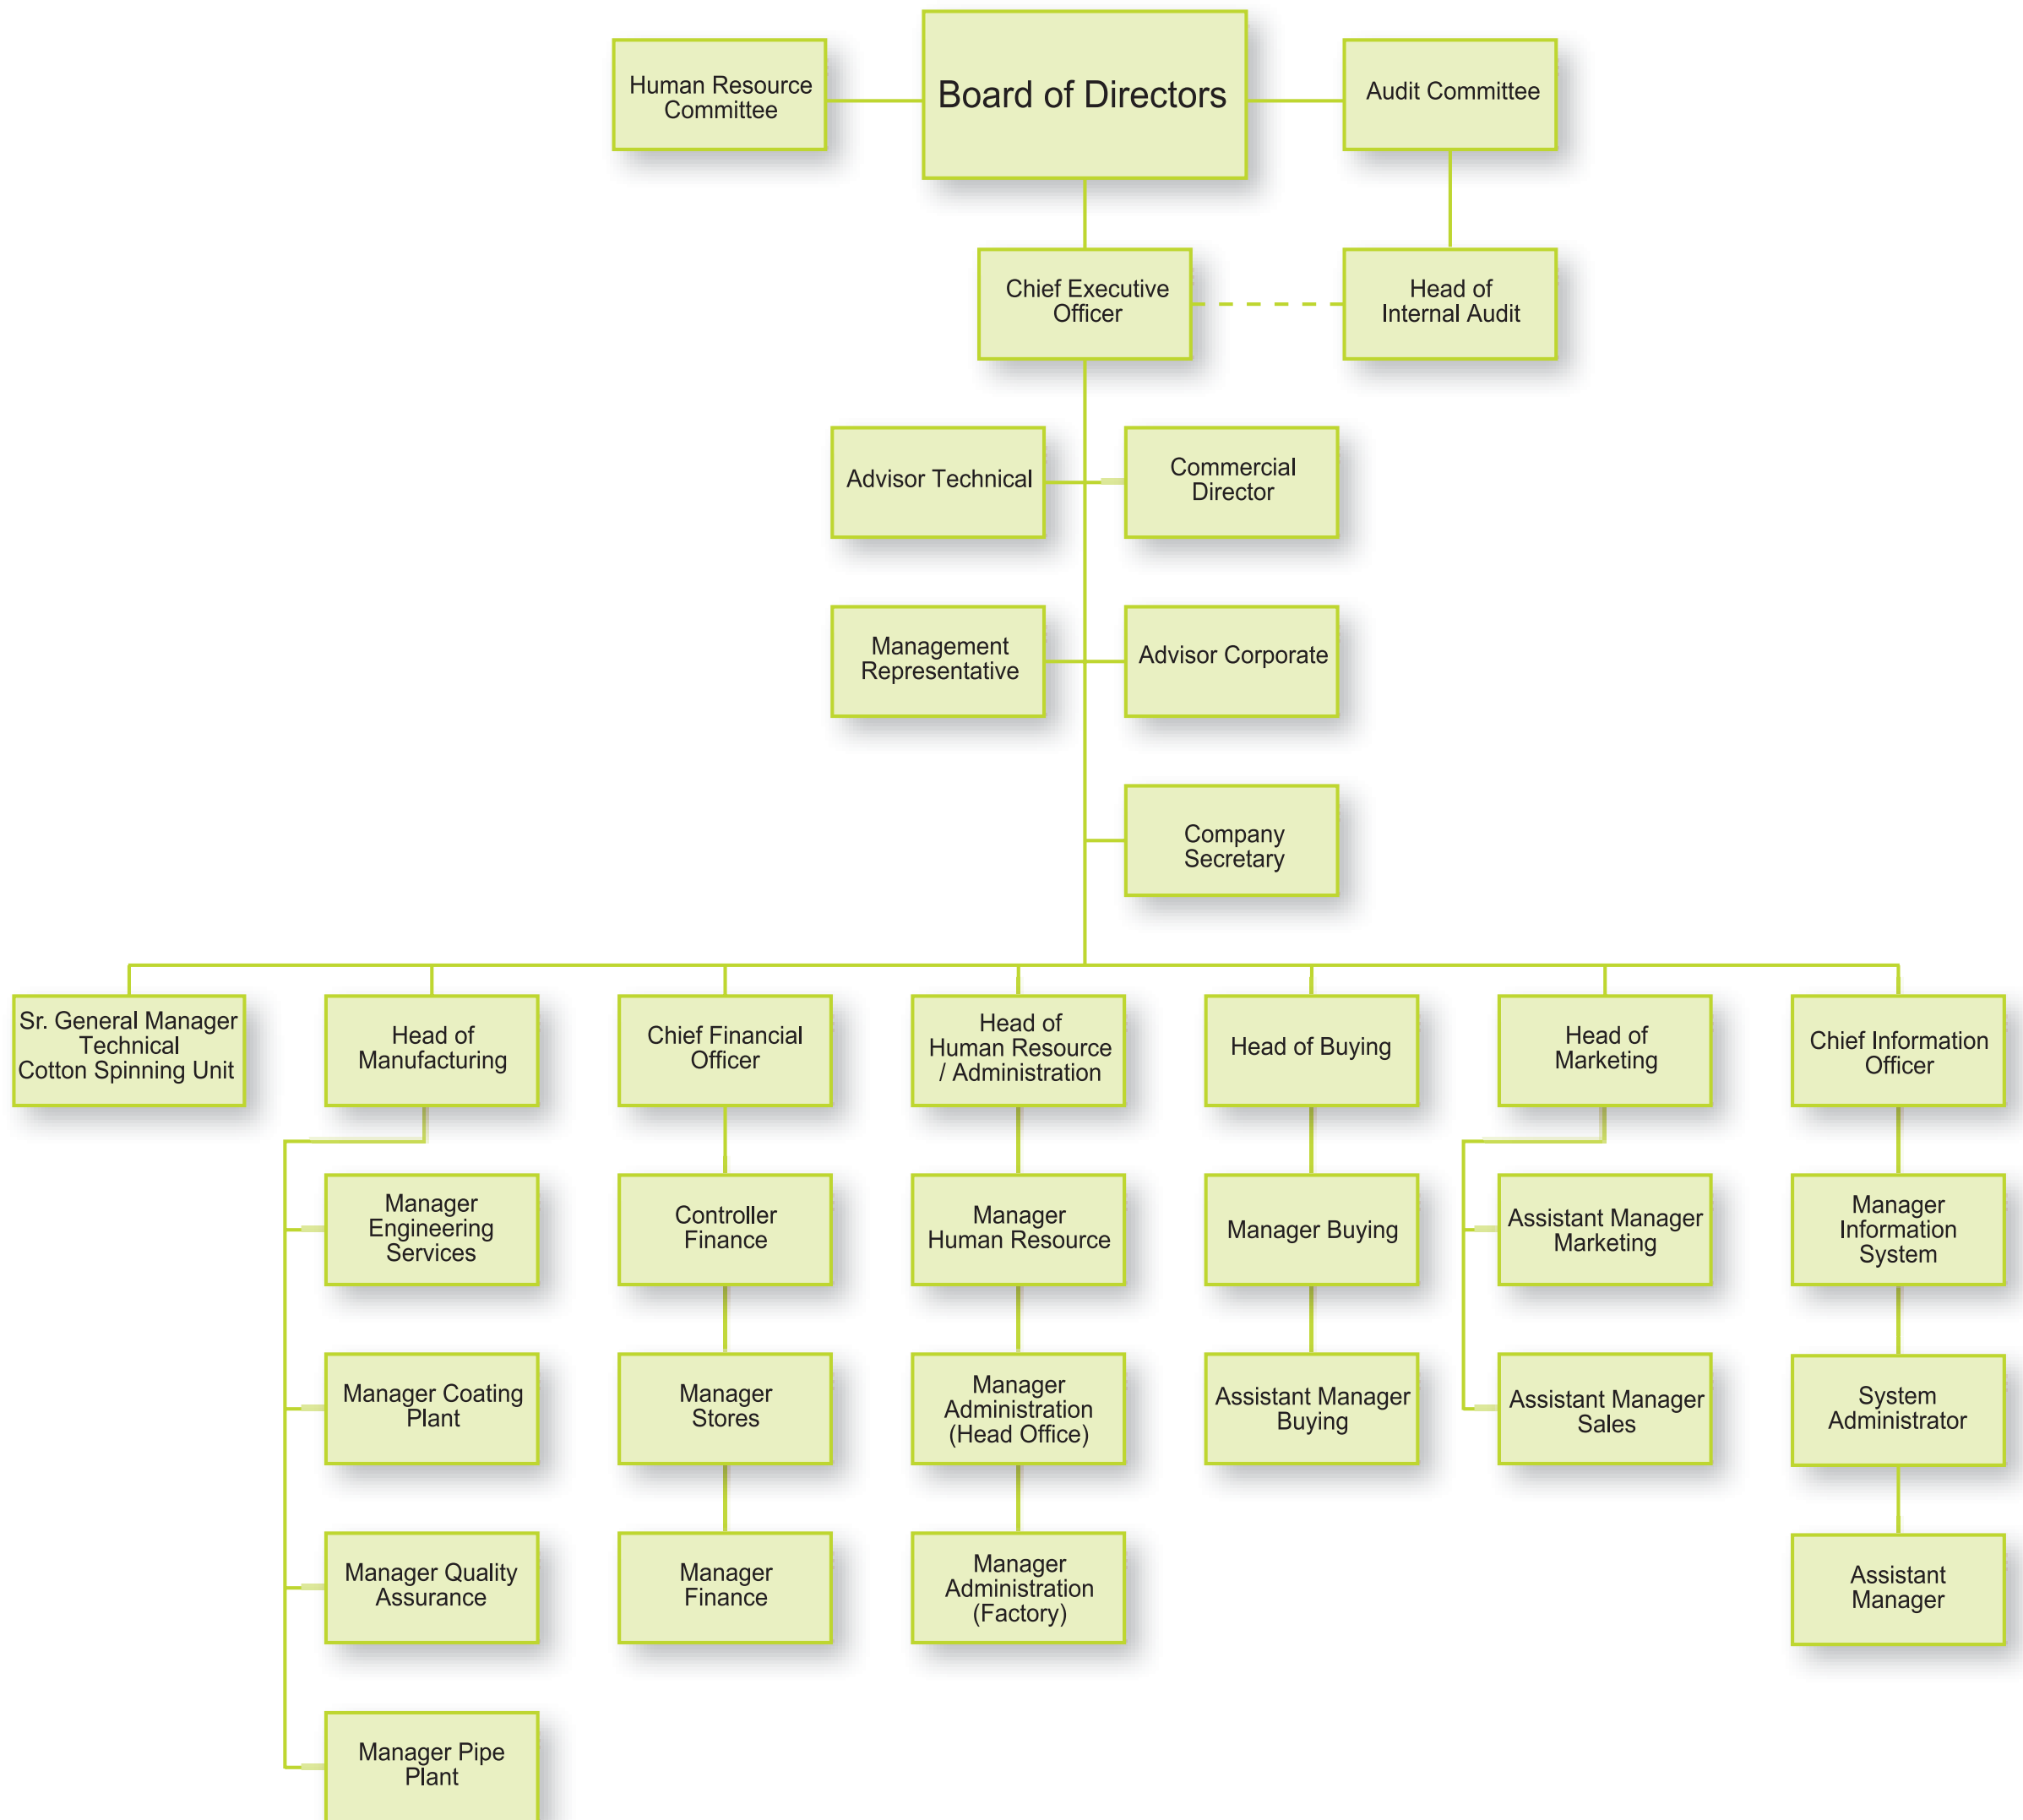 Human Resource
Committee
Board of Directors
Audit Committee
Chief Executive
Officer
Head of
Internal Audit
Advisor Technical
Commercial
Director
Management
Representative
Advisor Corporate
Company
Secretary
Sr. General Manager
Technical
Cotton Spinning Unit
Head of
Manufacturing
Chief Financial
Officer
Head of
Human Resource
/ Administration
Head of Buying
Head of
Marketing
Chief Information
Officer
Manager
Engineering
Services
Controller
Finance
Manager
Human Resource
Manager Buying
Assistant Manager
Marketing
Manager
Information
System
Manager Coating
Plant
Manager
Stores
Manager
Administration
(Head Office)
Assistant Manager
Buying
Assistant Manager
Sales
System
Administrator
Manager Quality
Assurance
Manager
Finance
Manager
Administration
(Factory)
Assistant
Manager
Manager Pipe
Plant